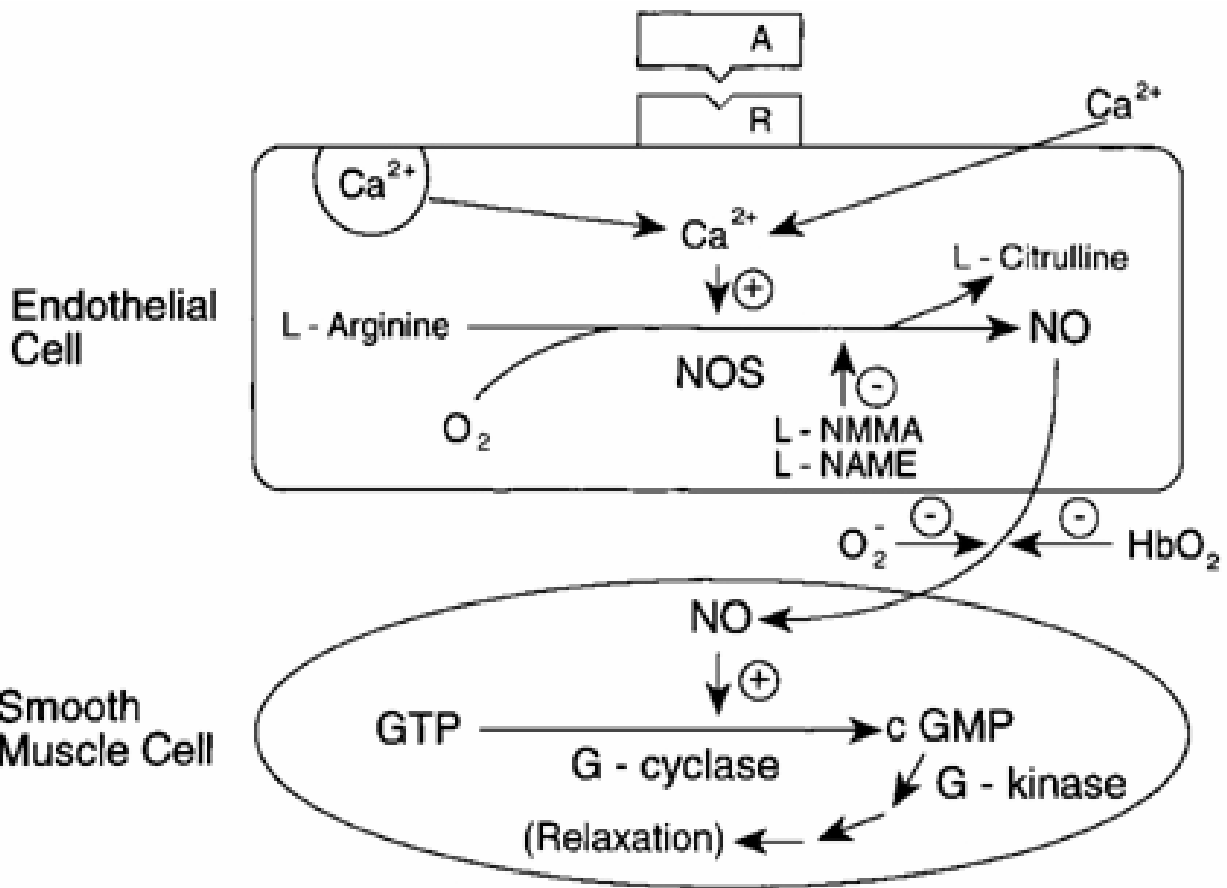 A
R
Ca²⁺
Ca²⁺
Ca²⁺
L - Citrulline
Endothelial
Cell
L - Arginine
+
NO
NOS
-
O₂
L - NMMA
L - NAME
O₂⁻
-
-
HbO₂
NO
+
Smooth
Muscle Cell
GTP
c GMP
G - cyclase
G - kinase
(Relaxation)